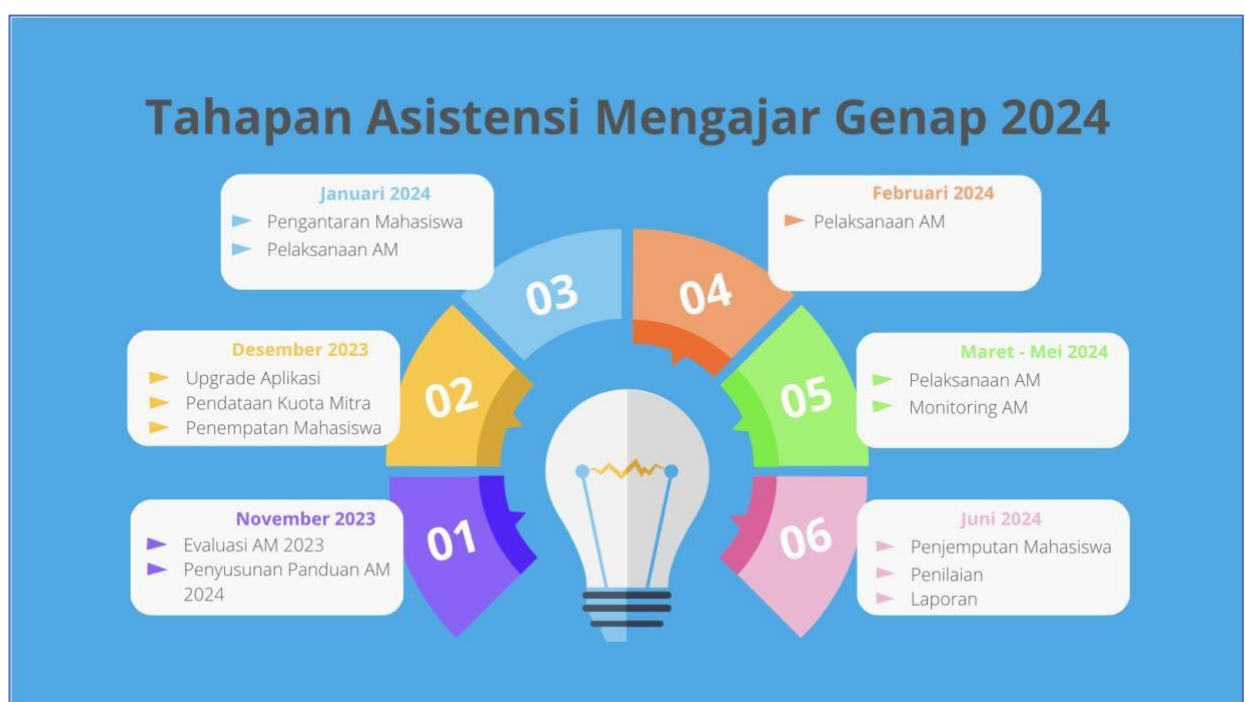 Tahapan Asistensi Mengajar Genap 2024
November 2023
Evaluasi AM 2023
Penyusunan Panduan AM
2024
01
Desember 2023
Upgrade Aplikasi
Pendataan Kuota Mitra
Penempatan Mahasiswa
02
Januari 2024
Pengantaran Mahasiswa
Pelaksanaan AM
03
Februari 2024
Pelaksanaan AM
04
Maret - Mei 2024
Pelaksanaan AM
Monitoring AM
05
Juni 2024
Penjemputan Mahasiswa
Penilaian
Laporan
06